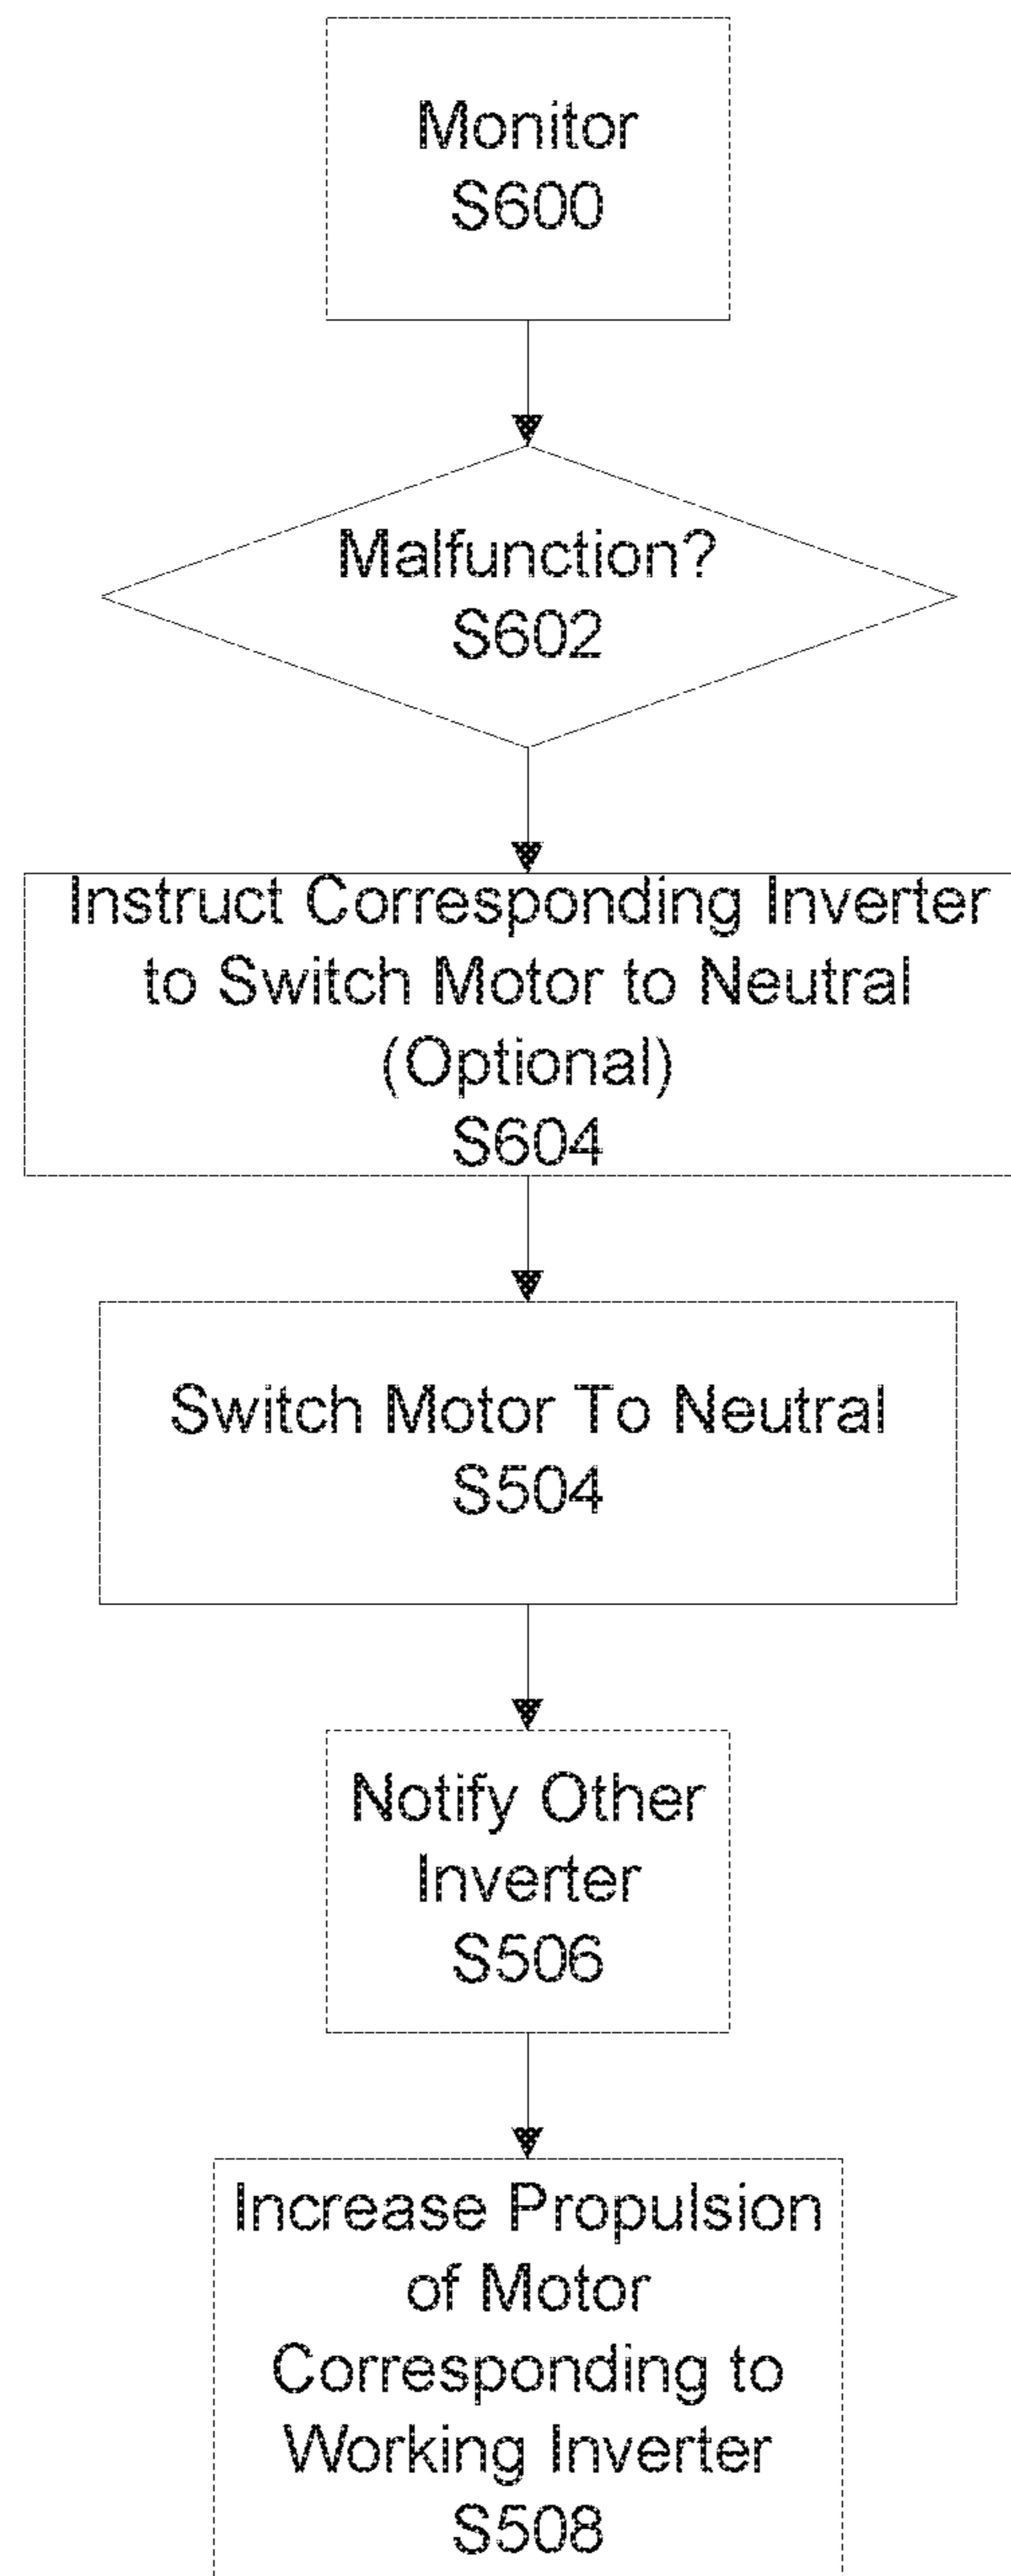 Monitor
S600
Malfunction?
S602
Instruct Corresponding Inverter
to Switch Motor to Neutral
(Optional)
S604
Switch Motor To Neutral
S504
Notify Other
Inverter
S506
Increase Propulsion
of Motor
Corresponding to
Working Inverter
S508